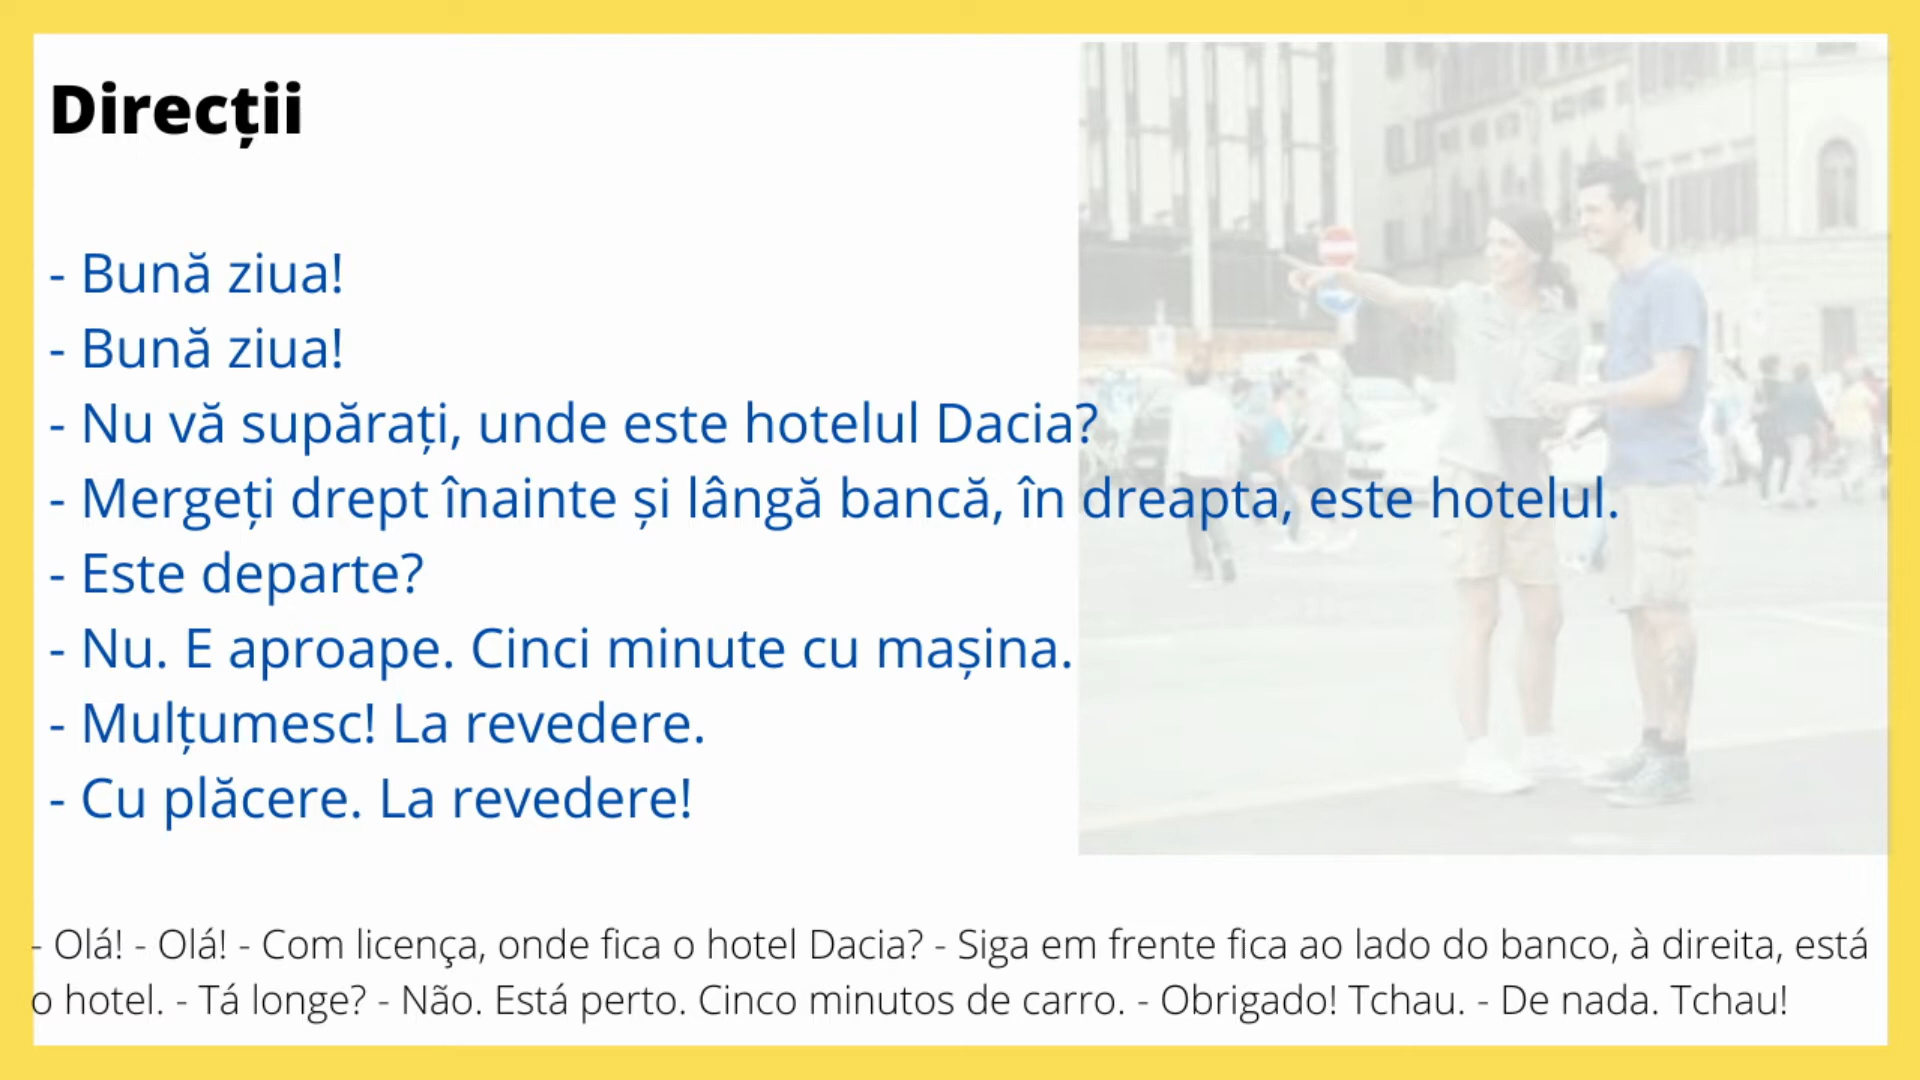 Direcții
- Bună ziua!
- Bună ziua!
- Nu vă supărați, unde este hotelul Dacia?
- Mergeți drept înainte și lângă bancă, în dreapta, este hotelul.
- Este departe?
- Nu. E aproape. Cinci minute cu mașina.
- Mulțumesc! La revedere.
- Cu plăcere. La revedere!
- Olá! - Olá! - Com licença, onde fica o hotel Dacia? - Siga em frente fica ao lado do banco, à direita, está
o hotel. - Tá longe? - Não. Está perto. Cinco minutos de carro. - Obrigado! Tchau. - De nada. Tchau!